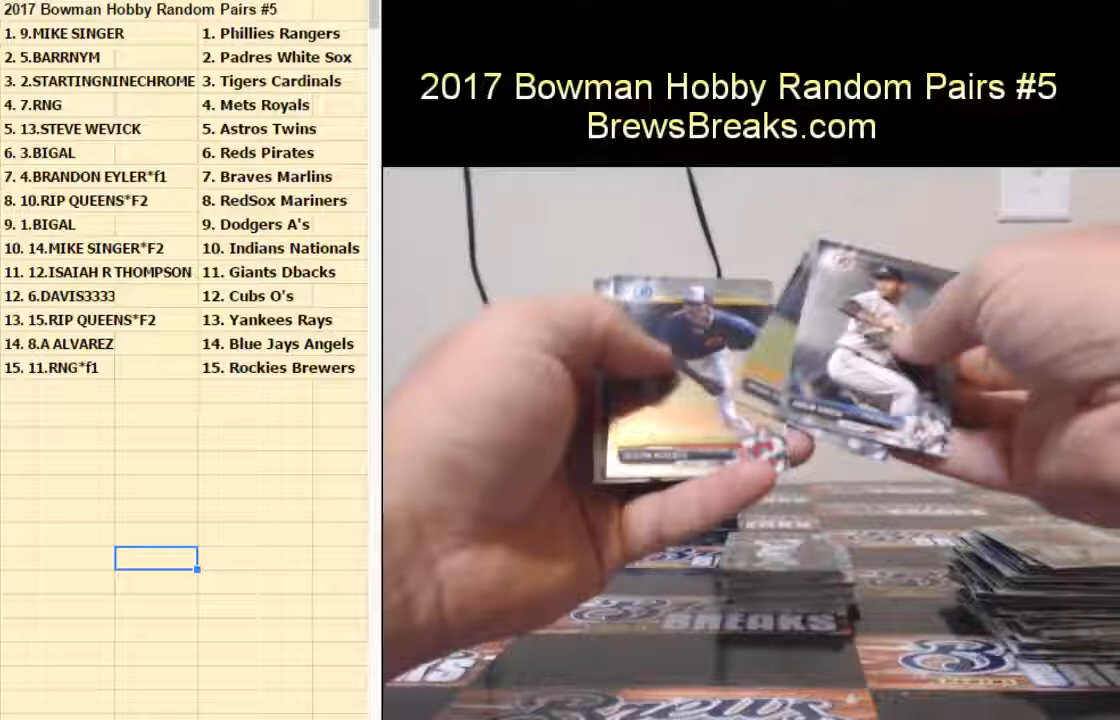 2017 Bowman Hobby Random Pairs #5
1. 9.MIKE SINGER 1. Phillies Rangers
2. 5.BARRNYM 2. Padres White Sox
3. 2.STARTINGNINECHROME 3. Tigers Cardinals
4. 7.RNG 4. Mets Royals
5. 13.STEVE WEVICK 5. Astros Twins
6. 3.BIGAL 6. Reds Pirates
7. 4.BRANDON EYLER*f1 7. Braves Marlins
8. 10.RIP QUEENS*F2 8. RedSox Mariners
9. 1.BIGAL 9. Dodgers A's
10. 14.MIKE SINGER*F2 10. Indians Nationals
11. 12.ISAIAH R THOMPSON 11. Giants Dbacks
12. 6.DAVIS3333 12. Cubs O's
13. 15.RIP QUEENS*F2 13. Yankees Rays
14. 8.A ALVAREZ 14. Blue Jays Angels
15. 11.RNG*f1 15. Rockies Brewers
2017 Bowman Hobby Random Pairs #5
BrewsBreaks.com
BREAKS
Brews